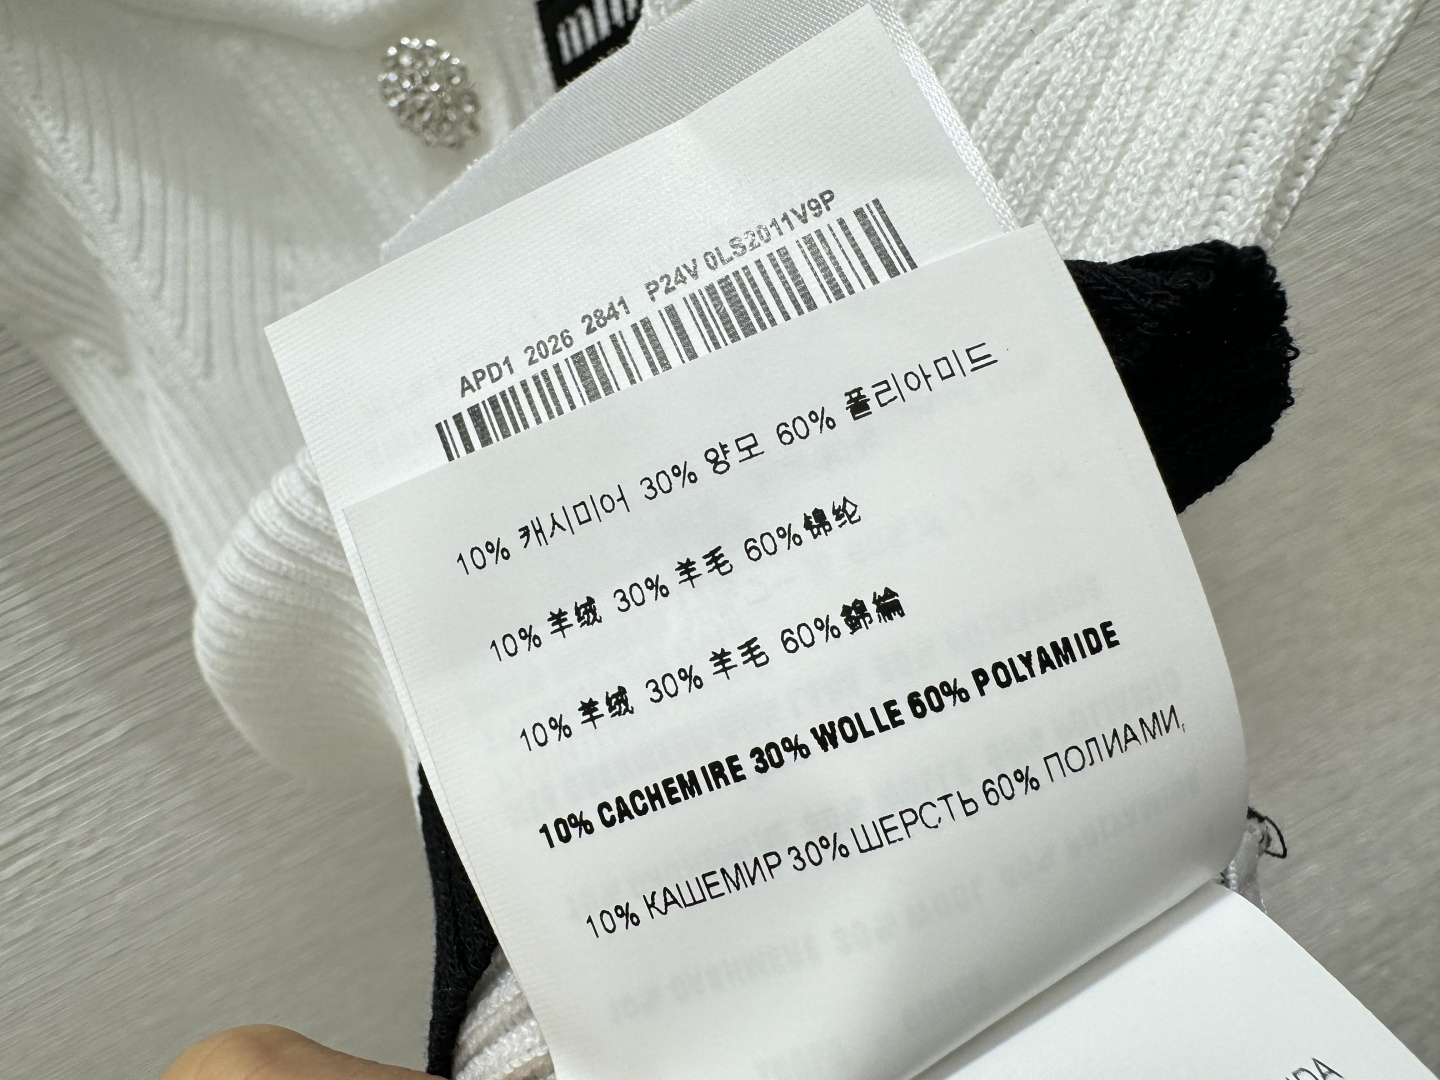 APD1 2026 2841 P24V 0LS2011V9P
10% 캐시미어 30% 양모 60% 폴리아미드
10% 羊绒 30% 羊毛 60% 锦纶
10% 羊绒 30% 羊毛 60% 錦綸
10% CACHEMIRE 30% WOLLE 60% POLYAMIDE
10% КАШЕМИР 30% ШЕРСТЬ 60% ПОЛИАМИ,